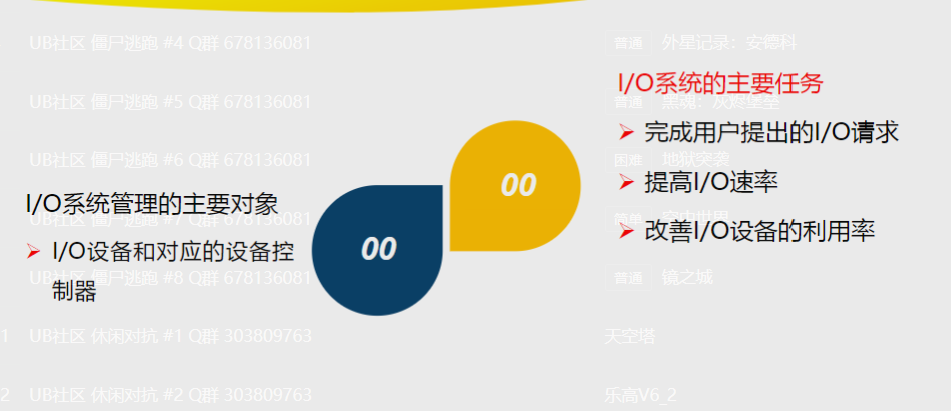 UB社区 僵尸逃跑 #4 Q群 678136081
普通 外星记录：安德科
UB社区 僵尸逃跑 #5 Q群 678136081
普通 黑魂：灰烬堡垒
UB社区 僵尸逃跑 #6 Q群 678136081
困难 地狱突袭
UB社区 僵尸逃跑 #7 Q群 678136081
简单 空中世界
UB社区 僵尸逃跑 #8 Q群 678136081
普通 镜之城
1 UB社区 休闲对抗 #1 Q群 303809763
天空塔
2 UB社区 休闲对抗 #2 Q群 303809763
乐高V6_2
I/O系统管理的主要对象
I/O设备和对应的设备控
制器
00
00
I/O系统的主要任务
完成用户提出的I/O请求
提高I/O速率
改善I/O设备的利用率